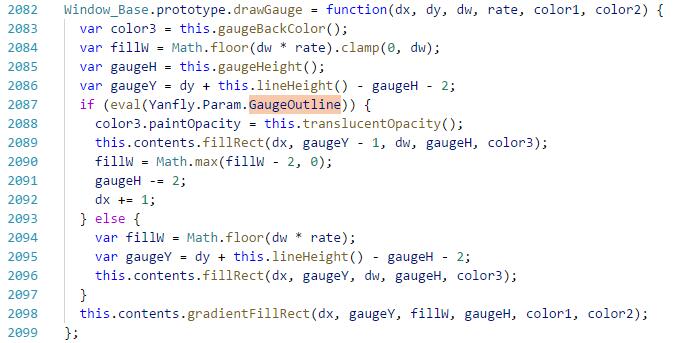 2082 Window_Base.prototype.drawGauge = function(dx, dy, dw, rate, color1, color2) {
2083 var color3 = this.gaugeBackColor();
2084 var fillW = Math.floor(dw * rate).clamp(0, dw);
2085 var gaugeH = this.gaugeHeight();
2086 var gaugeY = dy + this.lineHeight() - gaugeH - 2;
2087 if (eval(Yanfly.Param.GaugeOutline)) {
2088 color3.paintOpacity = this.translucentOpacity();
2089 this.contents.fillRect(dx, gaugeY - 1, dw, gaugeH, color3);
2090 fillW = Math.max(fillW - 2, 0);
2091 gaugeH -= 2;
2092 dx += 1;
2093 } else {
2094 var fillW = Math.floor(dw * rate);
2095 var gaugeY = dy + this.lineHeight() - gaugeH - 2;
2096 this.contents.fillRect(dx, gaugeY, dw, gaugeH, color3);
2097 }
2098 this.contents.gradientFillRect(dx, gaugeY, fillW, gaugeH, color1, color2);
2099 };